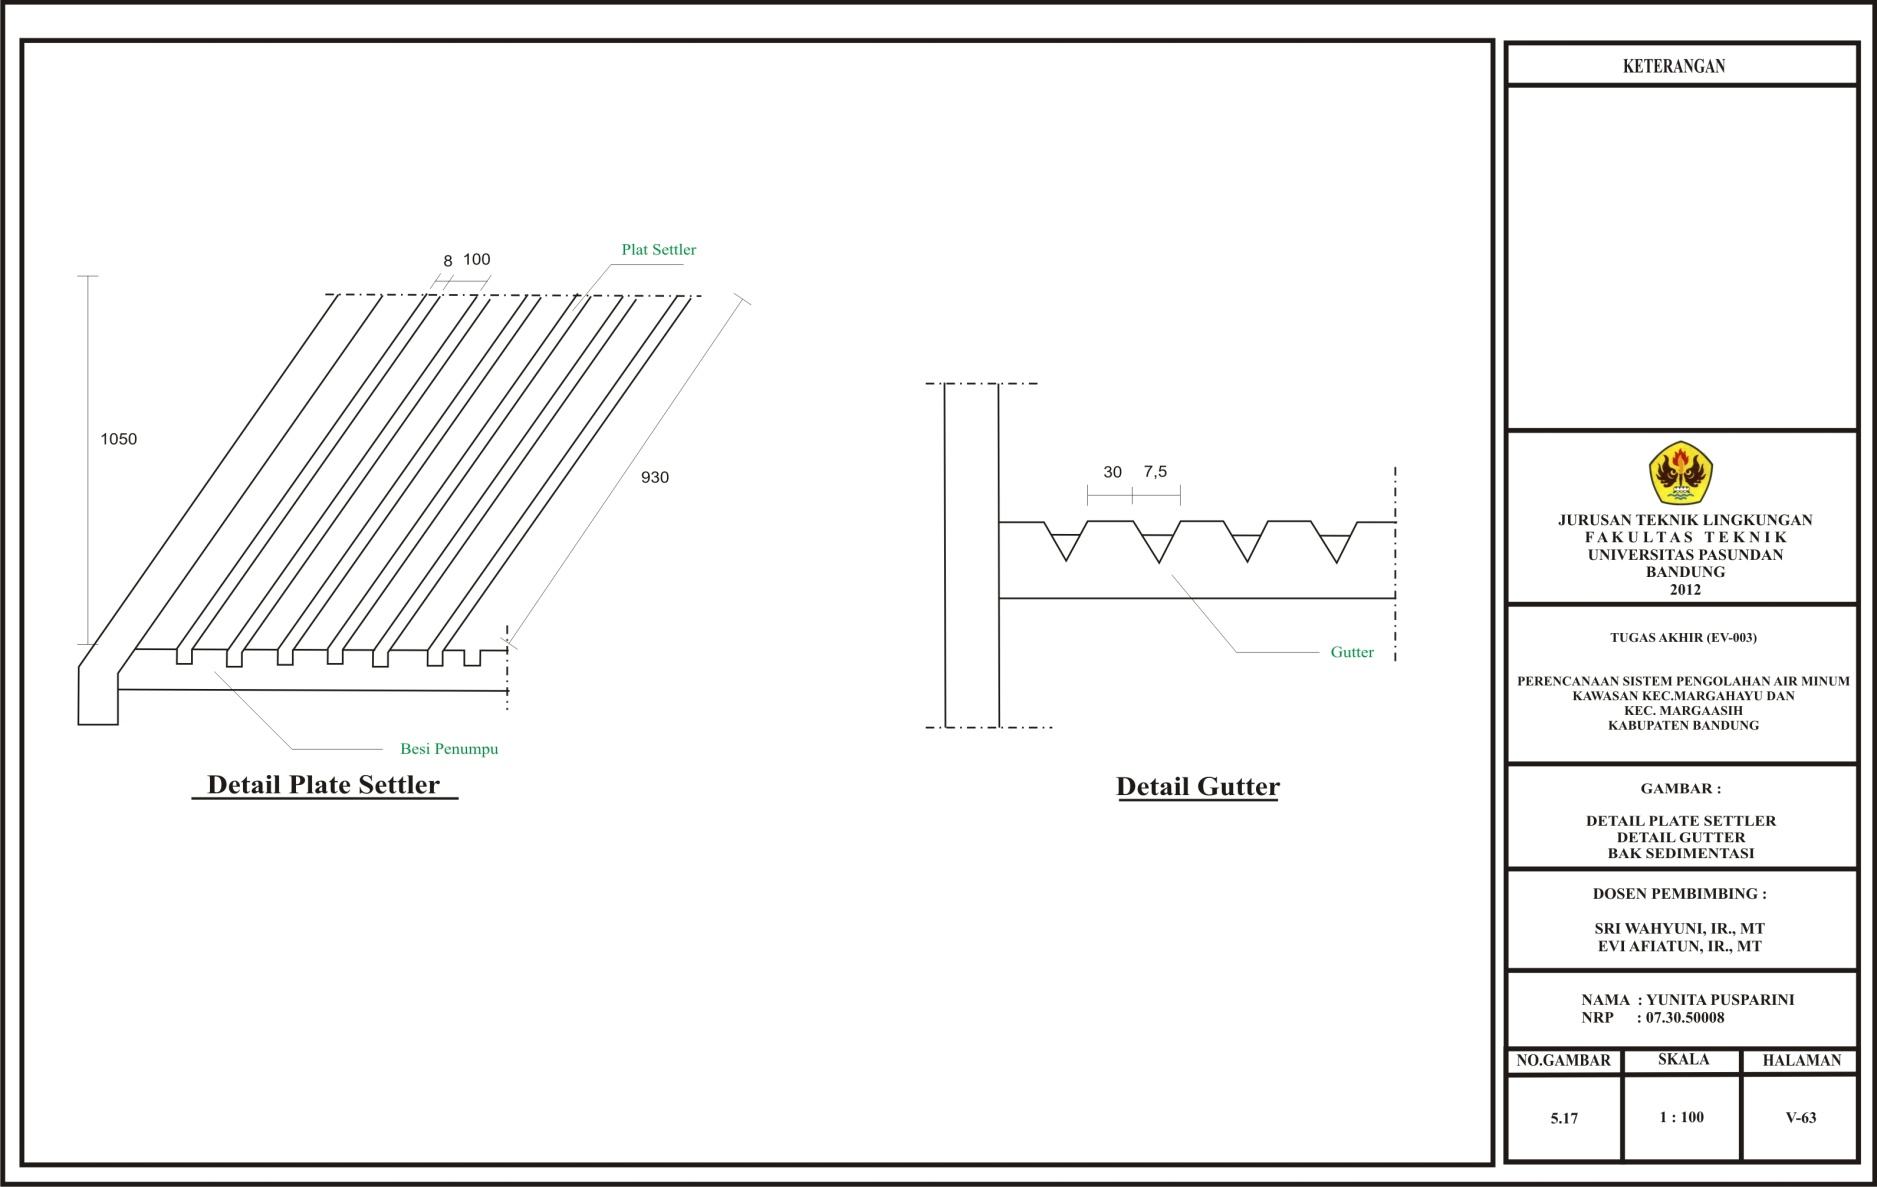 8 100
Plat Settler
1050
930
Besi Penumpu
Detail Plate Settler
30 7,5
Gutter
Detail Gutter
KETERANGAN
JURUSAN TEKNIK LINGKUNGAN
FAKULTAS TEKNIK
UNIVERSITAS PASUNDAN
BANDUNG
2012
TUGAS AKHIR (EV-003)
PERENCANAAN SISTEM PENGOLAHAN AIR MINUM
KAWASAN KEC.MARGAHAYU DAN
KEC. MARGAASIH
KABUPATEN BANDUNG
GAMBAR :
DETAIL PLATE SETTLER
DETAIL GUTTER
BAK SEDIMENTASI
DOSEN PEMBIMBING :
SRI WAHYUNI, IR., MT
EVI AFIATUN, IR., MT
NAMA : YUNITA PUSPARINI
NRP : 07.30.50008
NO.GAMBAR SKALA HALAMAN
5.17 1 : 100 V-63